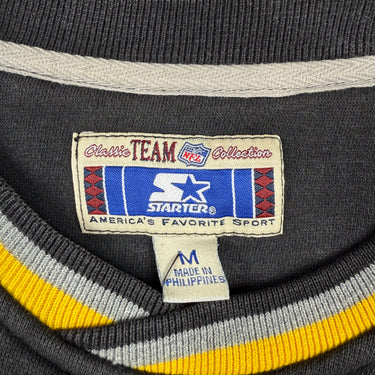 Classic TEAM NFL Collection
STARTER®
AMERICA'S FAVORITE SPORT
M
MADE IN
PHILIPPINES